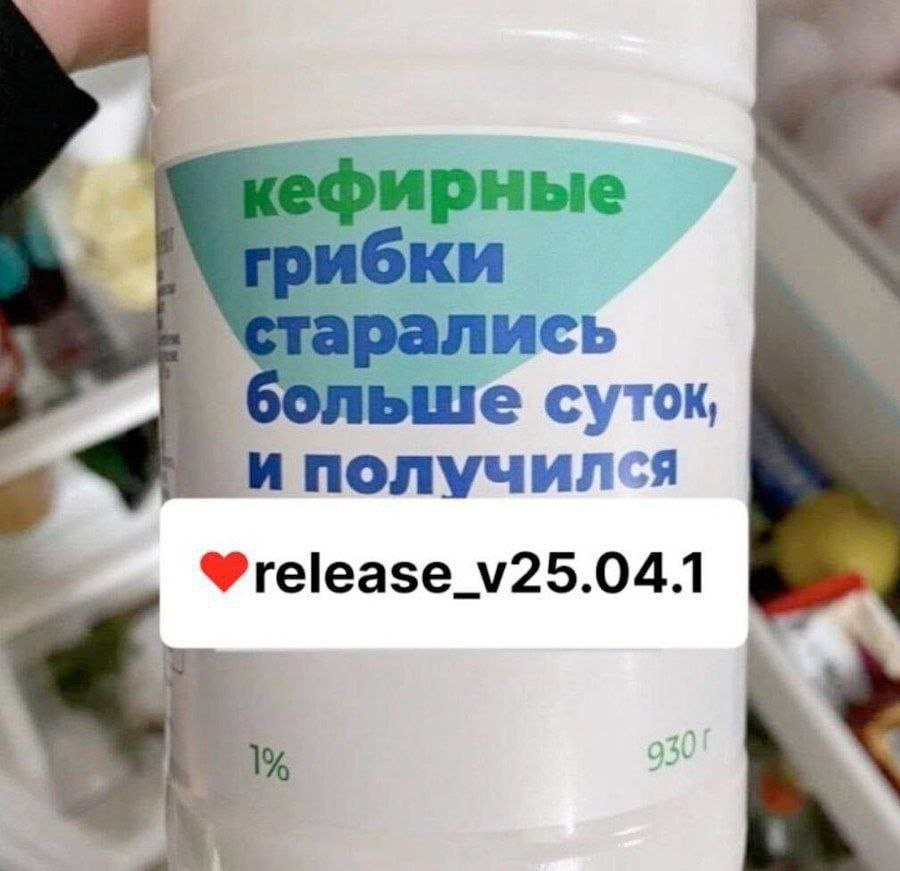 кефирные
грибки
старались
больше суток,
и получился
❤️release_v25.04.1
1%
930 г